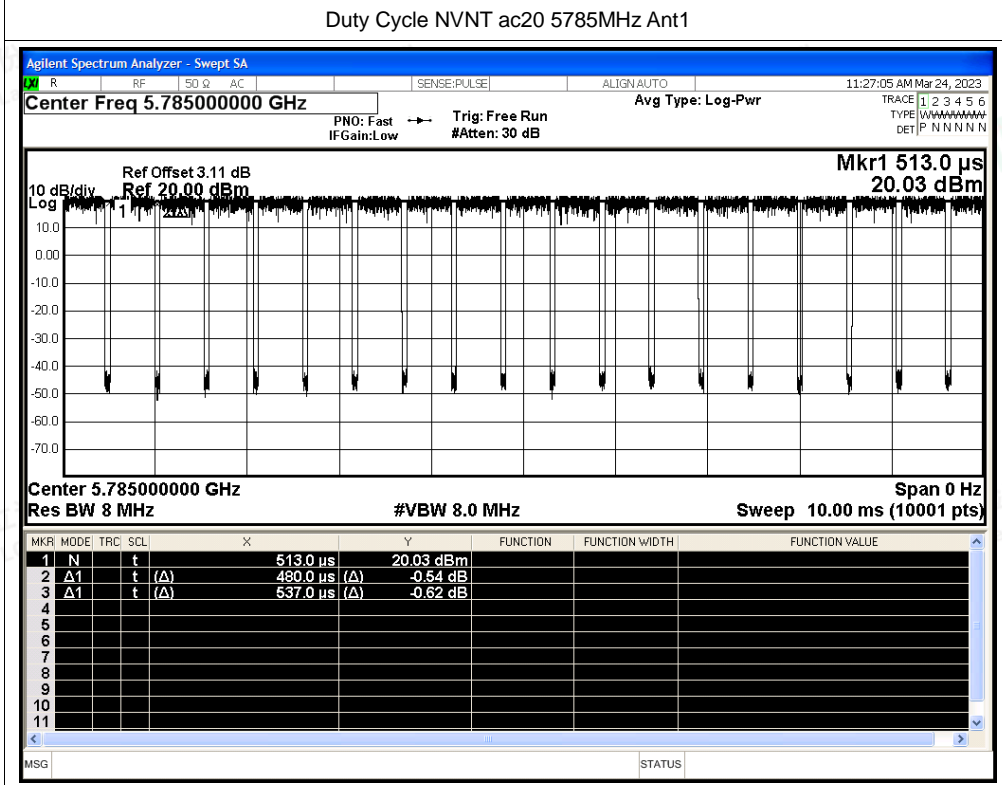 Duty Cycle NVNT ac20 5785MHz Ant1
Agilent Spectrum Analyzer - Swept SA
LXI R RF 50 Ω AC SENSE:PULSE ALIGN AUTO 11:27:05 AM Mar 24, 2023
Center Freq 5.785000000 GHz Avg Type: Log-Pwr TRACE 1 2 3 4 5 6
PNO: Fast Trig: Free Run TYPE WWWWWW
IFGain:Low #Atten: 30 dB DET P N N N N N
Mkr1 513.0 µs
Ref Offset 3.11 dB
10 dB/div Ref 20.00 dBm 20.03 dBm
Log
1
10.0
0.00
-10.0
-20.0
-30.0
-40.0
-50.0
-60.0
-70.0
Center 5.785000000 GHz Span 0 Hz
Res BW 8 MHz #VBW 8.0 MHz Sweep 10.00 ms (10001 pts)
MKR MODE TRC SCL X Y FUNCTION FUNCTION WIDTH FUNCTION VALUE
1 N t 513.0 µs 20.03 dBm
2 Δ1 t (Δ) 480.0 µs (Δ) -0.54 dB
3 Δ1 t (Δ) 537.0 µs (Δ) -0.62 dB
4
5
6
7
8
9
10
11
MSG STATUS